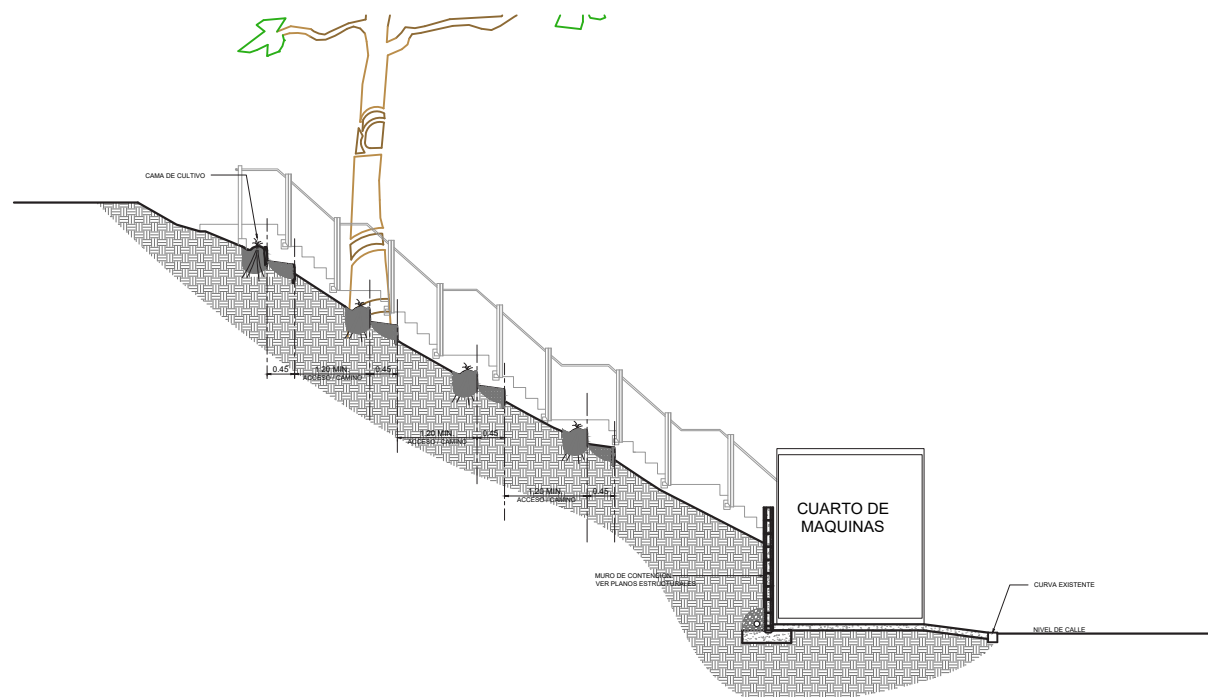 CAMA DE CULTIVO
0.45
1.20 MIN.
ACCESO / CAMINO
0.45
1.20 MIN.
ACCESO / CAMINO
0.45
1.20 MIN.
ACCESO / CAMINO
0.45
CUARTO DE
MAQUINAS
MURO DE CONTENCION
VER PLANOS ESTRUCTURALES
CURVA EXISTENTE
NIVEL DE CALLE